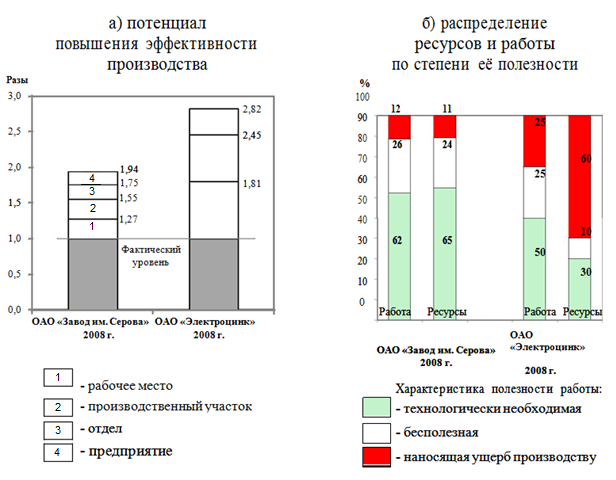 а) потенциал
повышения эффективности
производства
Разы
3,0
2,5
2,0
1,5
1,0
0,5
0,0
2,82
2,45
1,81
1,94
1,75
1,55
1,27
4
3
2
1
Фактический
уровень
ОАО «Завод им. Серова»
2008 г.
ОАО «Электроцинк»
2008 г.
1 - рабочее место
2 - производственный участок
3 - отдел
4 - предприятие
б) распределение
ресурсов и работы
по степени её полезности
%
100
90
80
70
60
50
40
30
20
10
0
12
26
62
Работа
11
24
65
Ресурсы
25
25
50
Работа
60
10
30
Ресурсы
ОАО «Завод им. Серова»
2008 г.
ОАО
«Электроцинк»
2008 г.
Характеристика полезности работы:
- технологически необходимая
- бесполезная
- наносящая ущерб производству